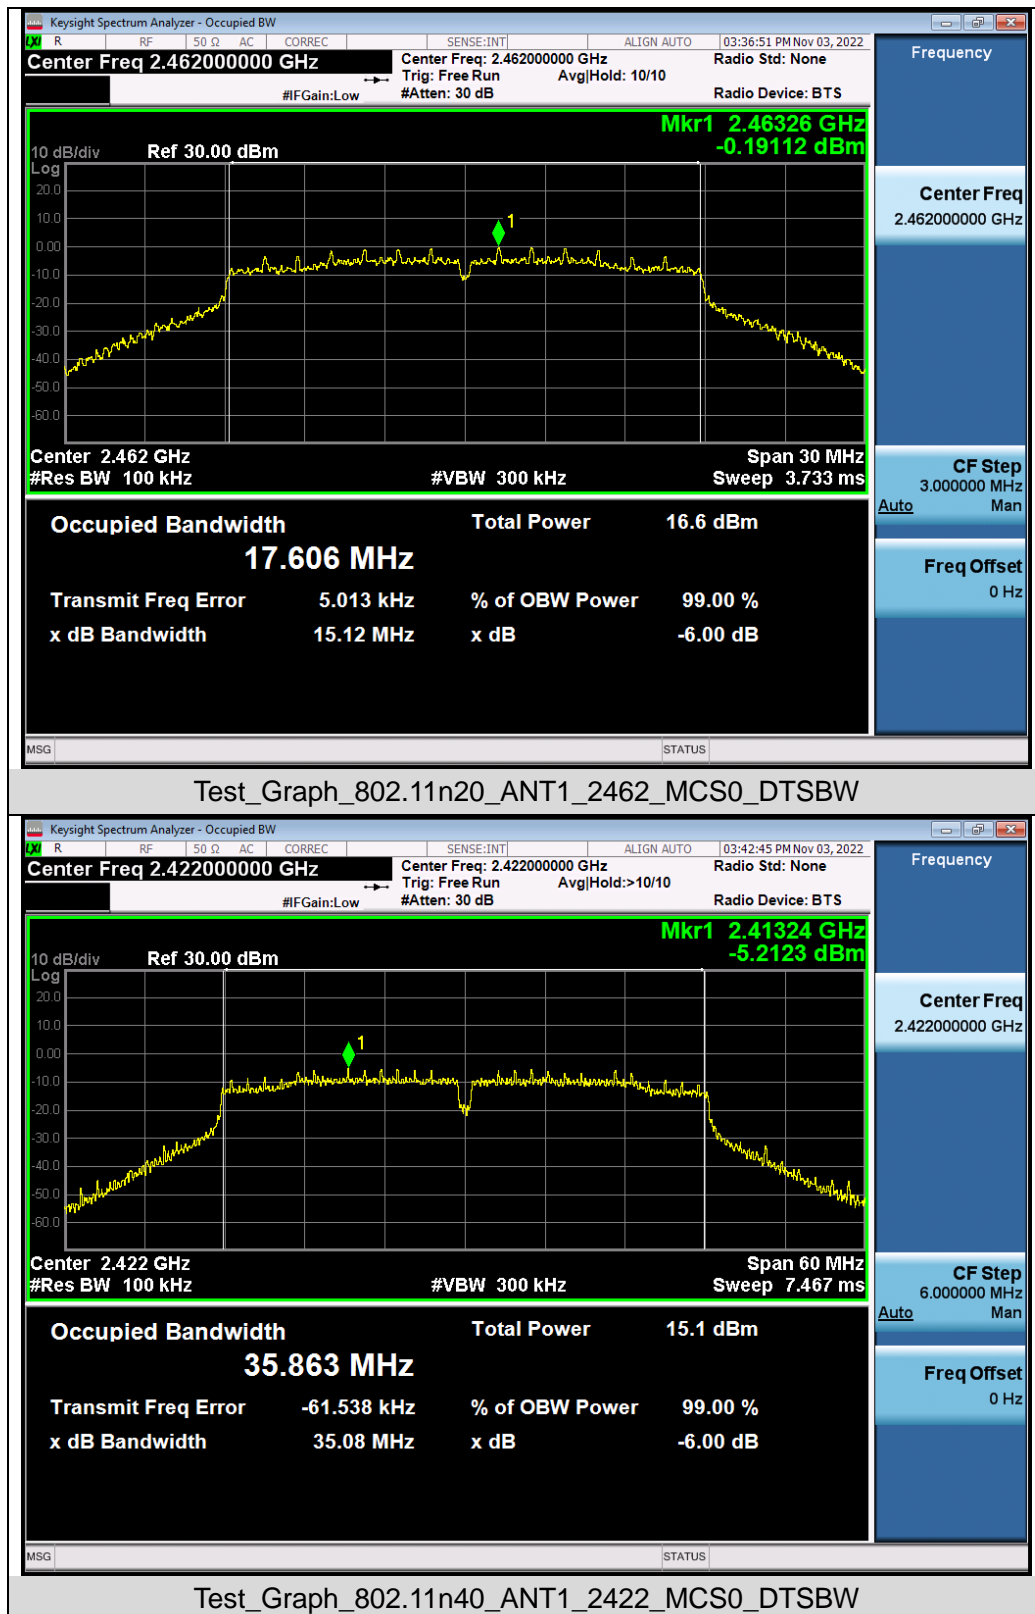 Keysight Spectrum Analyzer - Occupied BW
LXI R RF 50 Ω AC CORREC SENSE:INT ALIGN AUTO 03:36:51 PM Nov 03, 2022
Center Freq 2.462000000 GHz
Center Freq: 2.462000000 GHz
Radio Std: None
Trig: Free Run Avg|Hold: 10/10
#IFGain:Low #Atten: 30 dB Radio Device: BTS
Mkr1 2.46326 GHz
-0.19112 dBm
10 dB/div Ref 30.00 dBm
Log
20.0
10.0
0.00
-10.0
-20.0
-30.0
-40.0
-50.0
-60.0
1
Center 2.462 GHz Span 30 MHz
#Res BW 100 kHz #VBW 300 kHz Sweep 3.733 ms
Occupied Bandwidth Total Power 16.6 dBm
17.606 MHz
Transmit Freq Error 5.013 kHz % of OBW Power 99.00 %
x dB Bandwidth 15.12 MHz x dB -6.00 dB
MSG STATUS
Frequency
Center Freq
2.462000000 GHz
CF Step
3.000000 MHz
Auto Man
Freq Offset
0 Hz
Test_Graph_802.11n20_ANT1_2462_MCS0_DTSBW
Keysight Spectrum Analyzer - Occupied BW
LXI R RF 50 Ω AC CORREC SENSE:INT ALIGN AUTO 03:42:45 PM Nov 03, 2022
Center Freq 2.422000000 GHz
Center Freq: 2.422000000 GHz
Radio Std: None
Trig: Free Run Avg|Hold:>10/10
#IFGain:Low #Atten: 30 dB Radio Device: BTS
Mkr1 2.41324 GHz
-5.2123 dBm
10 dB/div Ref 30.00 dBm
Log
20.0
10.0
0.00
-10.0
-20.0
-30.0
-40.0
-50.0
-60.0
1
Center 2.422 GHz Span 60 MHz
#Res BW 100 kHz #VBW 300 kHz Sweep 7.467 ms
Occupied Bandwidth Total Power 15.1 dBm
35.863 MHz
Transmit Freq Error -61.538 kHz % of OBW Power 99.00 %
x dB Bandwidth 35.08 MHz x dB -6.00 dB
MSG STATUS
Frequency
Center Freq
2.422000000 GHz
CF Step
6.000000 MHz
Auto Man
Freq Offset
0 Hz
Test_Graph_802.11n40_ANT1_2422_MCS0_DTSBW